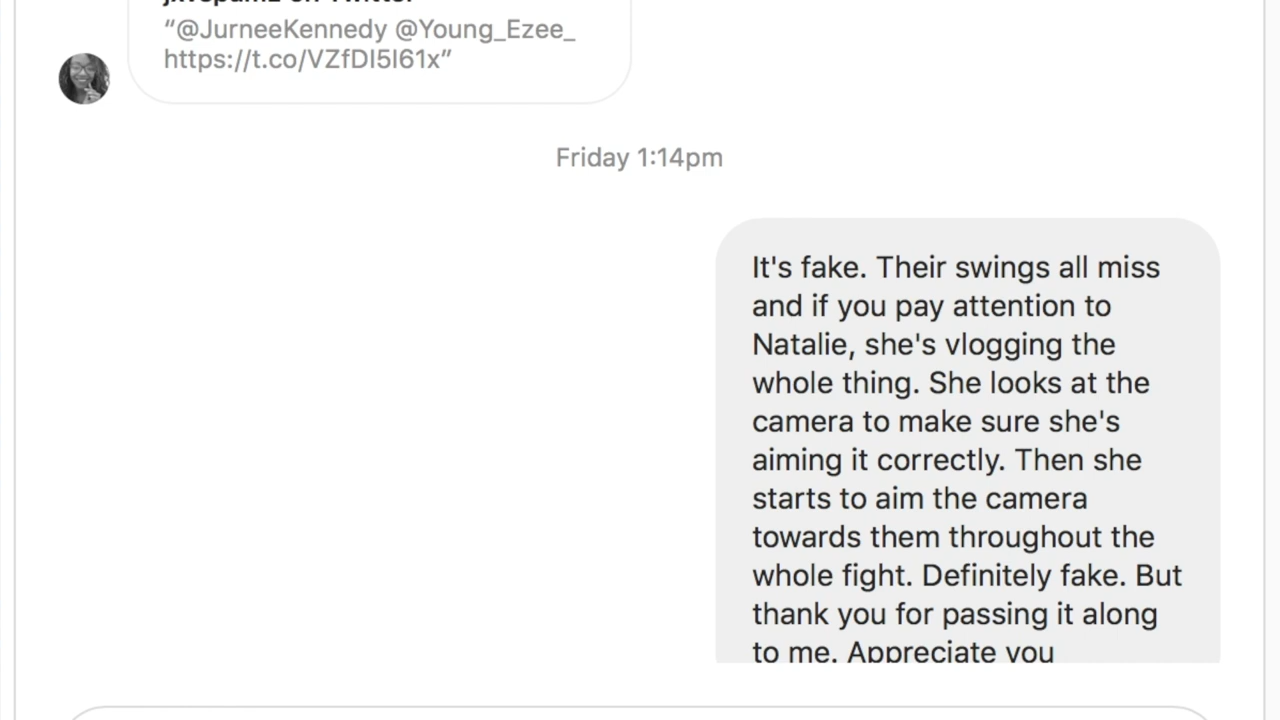 on Twitter
“@JurneeKennedy @Young_Ezee_
https://t.co/VZfDI5I61x”
Friday 1:14pm
It's fake. Their swings all miss
and if you pay attention to
Natalie, she's vlogging the
whole thing. She looks at the
camera to make sure she's
aiming it correctly. Then she
starts to aim the camera
towards them throughout the
whole fight. Definitely fake. But
thank you for passing it along
to me. Appreciate you